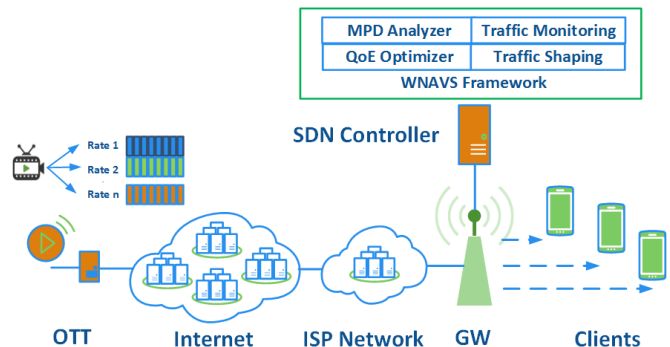 MPD Analyzer Traffic Monitoring
QoE Optimizer Traffic Shaping
WNAVS Framework
SDN Controller
Rate 1
Rate 2
Rate n
OTT Internet ISP Network GW Clients